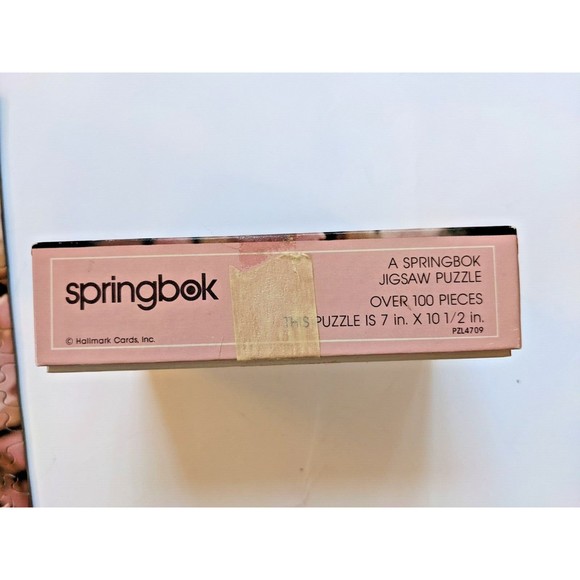 springbok
© Hallmark Cards, Inc.
A SPRINGBOK
JIGSAW PUZZLE
OVER 100 PIECES
THIS PUZZLE IS 7 in. X 10 1/2 in.
PZL4709